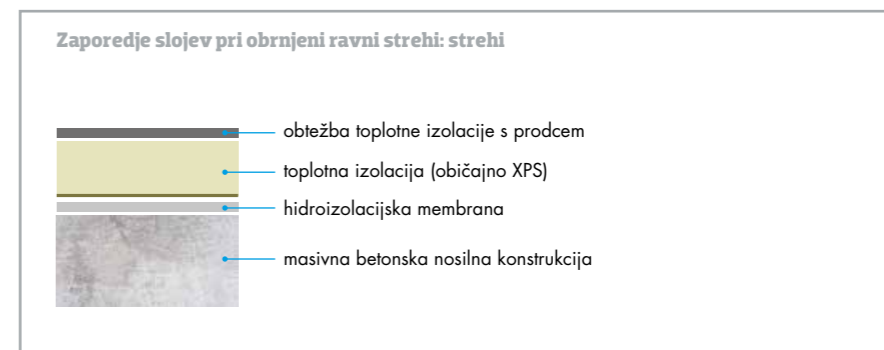 Zaporedje slojev pri obrnjeni ravni strehi: strehi
obtežba toplotne izolacije s prodcem
toplotna izolacija (običajno XPS)
hidroizolacijska membrana
masivna betonska nosilna konstrukcija